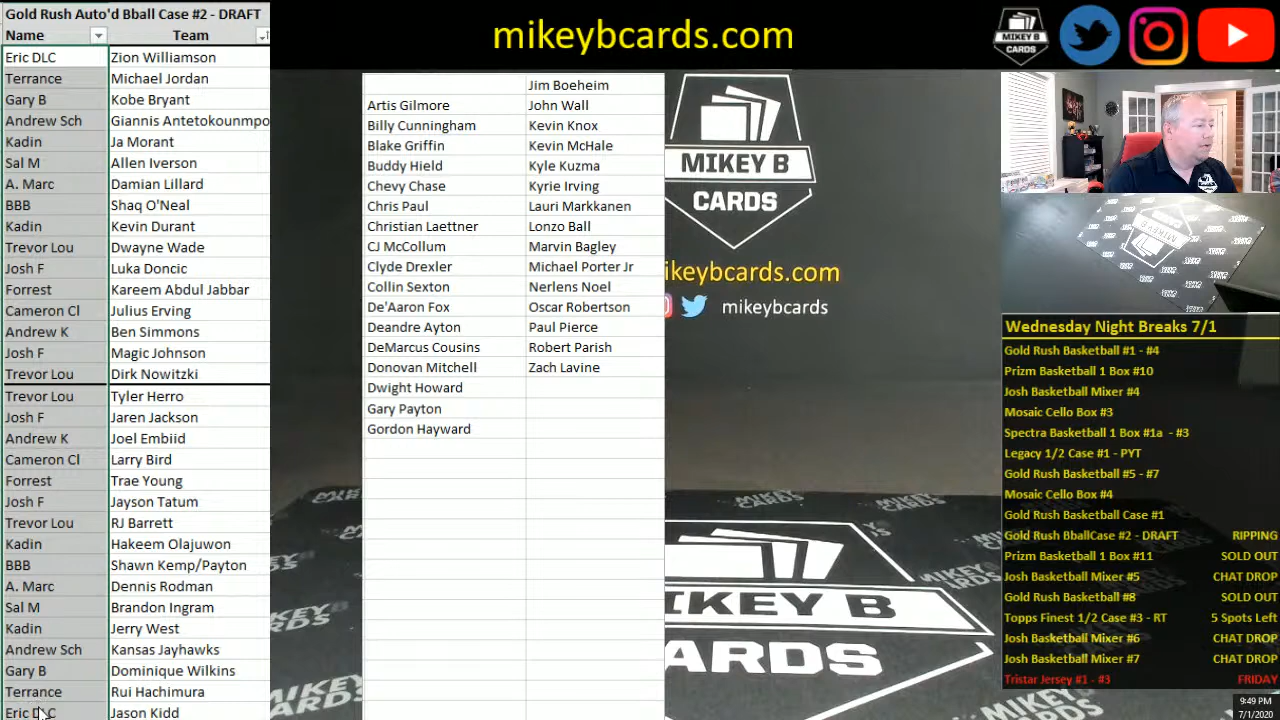 Gold Rush Auto'd Bball Case #2 - DRAFT
Name Team
Eric DLC Zion Williamson
Terrance Michael Jordan
Gary B Kobe Bryant
Andrew Sch Giannis Antetokounmpo
Kadin Ja Morant
Sal M Allen Iverson
A. Marc Damian Lillard
BBB Shaq O'Neal
Kadin Kevin Durant
Trevor Lou Dwayne Wade
Josh F Luka Doncic
Forrest Kareem Abdul Jabbar
Cameron Cl Julius Erving
Andrew K Ben Simmons
Josh F Magic Johnson
Trevor Lou Dirk Nowitzki
Trevor Lou Tyler Herro
Josh F Jaren Jackson
Andrew K Joel Embiid
Cameron Cl Larry Bird
Forrest Trae Young
Josh F Jayson Tatum
Trevor Lou RJ Barrett
Kadin Hakeem Olajuwon
BBB Shawn Kemp/Payton
A. Marc Dennis Rodman
Sal M Brandon Ingram
Kadin Jerry West
Andrew Sch Kansas Jayhawks
Gary B Dominique Wilkins
Terrance Rui Hachimura
Eric DLC Jason Kidd
mikeybcards.com
Jim Boeheim
Artis Gilmore John Wall
Billy Cunningham Kevin Knox
Blake Griffin Kevin McHale
Buddy Hield Kyle Kuzma
Chevy Chase Kyrie Irving
Chris Paul Lauri Markkanen
Christian Laettner Lonzo Ball
CJ McCollum Marvin Bagley
Clyde Drexler Michael Porter Jr
Collin Sexton Nerlens Noel
De'Aaron Fox Oscar Robertson
Deandre Ayton Paul Pierce
DeMarcus Cousins Robert Parish
Donovan Mitchell Zach Lavine
Dwight Howard
Gary Payton
Gordon Hayward
MIKEY B
CARDS
ikeybcards.com
mikeybcards
MIKEY B
CARDS
IKEY B
ARDS
Wednesday Night Breaks 7/1
Gold Rush Basketball #1 - #4
Prizm Basketball 1 Box #10
Josh Basketball Mixer #4
Mosaic Cello Box #3
Spectra Basketball 1 Box #1a - #3
Legacy 1/2 Case #1 - PYT
Gold Rush Basketball #5 - #7
Mosaic Cello Box #4
Gold Rush Basketball Case #1
Gold Rush BballCase #2 - DRAFT RIPPING
Prizm Basketball 1 Box #11 SOLD OUT
Josh Basketball Mixer #5 CHAT DROP
Gold Rush Basketball #8 SOLD OUT
Topps Finest 1/2 Case #3 - RT 5 Spots Left
Josh Basketball Mixer #6 CHAT DROP
Josh Basketball Mixer #7 CHAT DROP
Tristar Jersey #1 - #3 FRIDAY
9:49 PM
7/1/2020